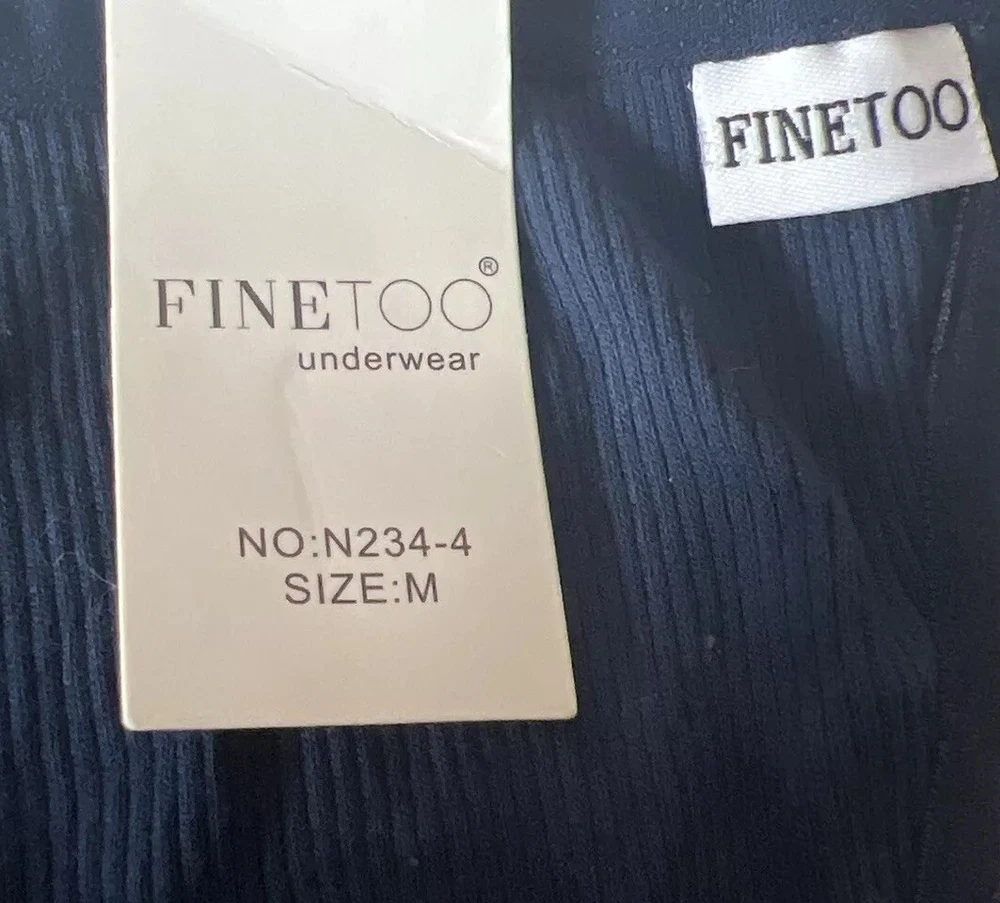 FINETOO
FINETOO®
underwear
NO:N234-4
SIZE:M